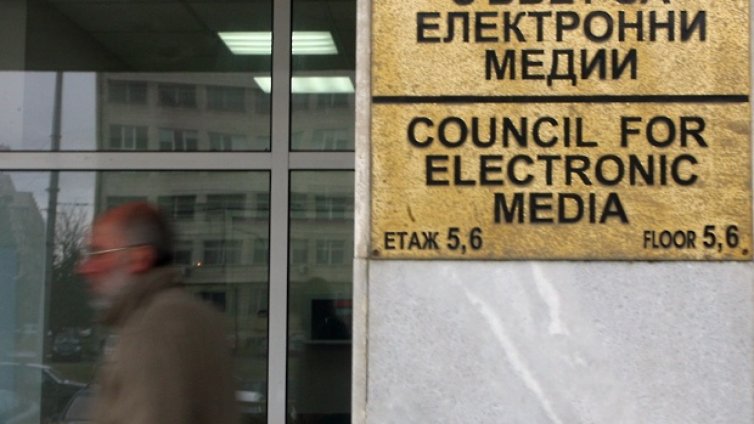 ЕЛЕКТРОННИ
МЕДИИ
COUNCIL FOR
ELECTRONIC
MEDIA
ЕТАЖ 5,6
FLOOR 5,6